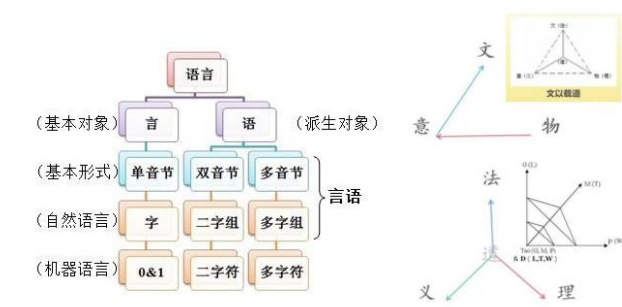 语言
（基本对象） 言 语 （派生对象）
（基本形式） 单音节 双音节 多音节
言语
（自然语言） 字 二字组 多字组
（机器语言） 0&1 二字符 多字符
文
意 物
文以载道
法
道
义 理
G (L)
M (T)
P (W
Tao (G, M, P)
& D { L,T,W }